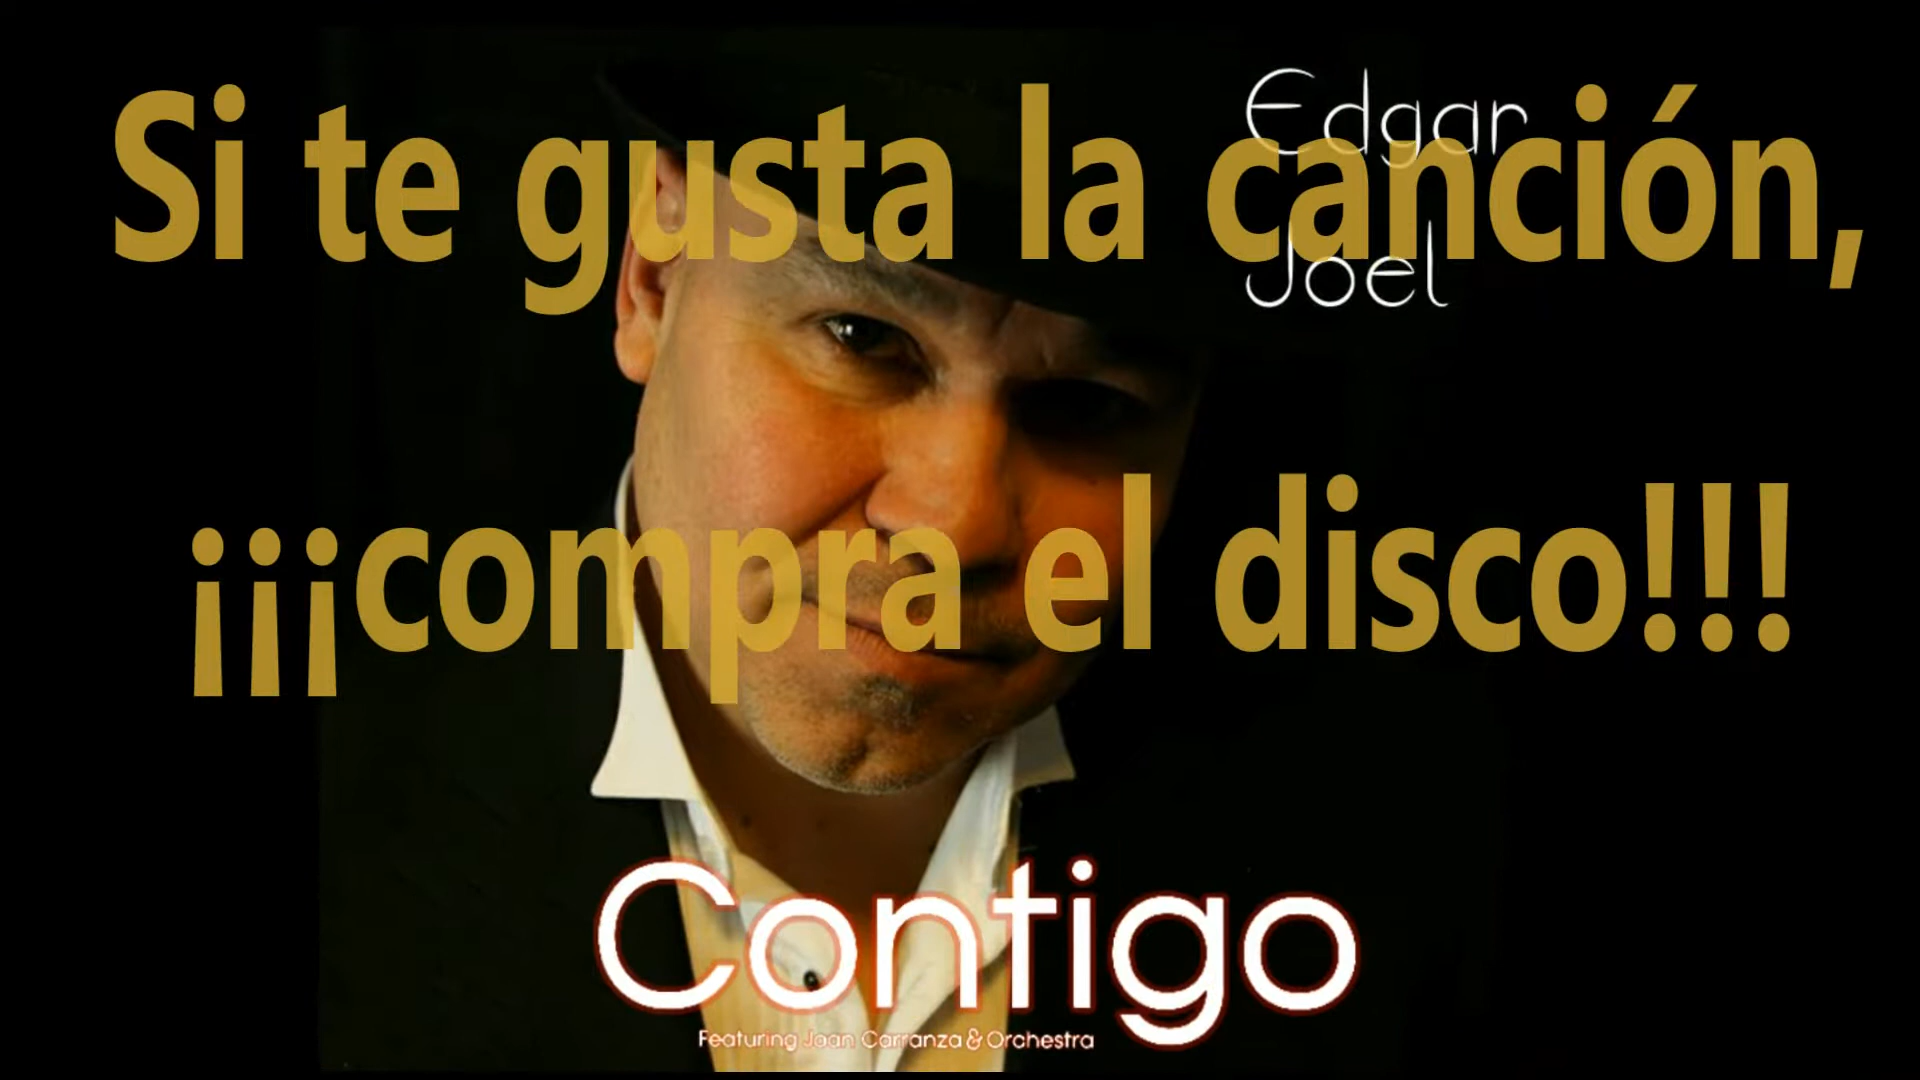 Si te gusta la canción,
Edgar
Joel
¡¡¡compra el disco!!!
Contigo
Featuring Joan Carranza & Orchestra